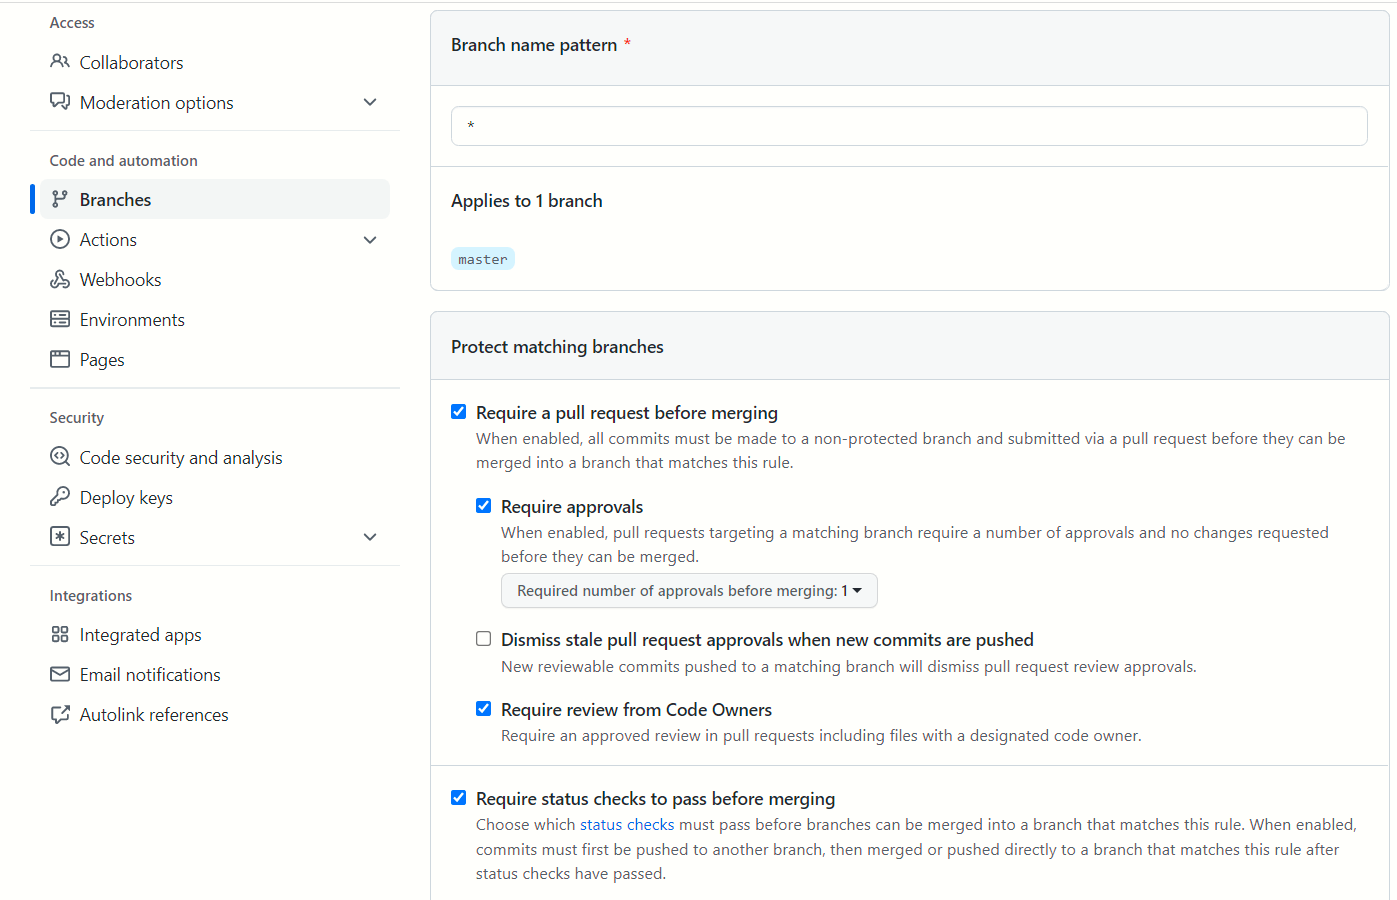 Access
Collaborators
Moderation options
Code and automation
Branches
Actions
Webhooks
Environments
Pages
Security
Code security and analysis
Deploy keys
Secrets
Integrations
Integrated apps
Email notifications
Autolink references
Branch name pattern *
*
Applies to 1 branch
master
Protect matching branches
Require a pull request before merging
When enabled, all commits must be made to a non-protected branch and submitted via a pull request before they can be
merged into a branch that matches this rule.
Require approvals
When enabled, pull requests targeting a matching branch require a number of approvals and no changes requested
before they can be merged.
Required number of approvals before merging: 1
Dismiss stale pull request approvals when new commits are pushed
New reviewable commits pushed to a matching branch will dismiss pull request review approvals.
Require review from Code Owners
Require an approved review in pull requests including files with a designated code owner.
Require status checks to pass before merging
Choose which status checks must pass before branches can be merged into a branch that matches this rule. When enabled,
commits must first be pushed to another branch, then merged or pushed directly to a branch that matches this rule after
status checks have passed.